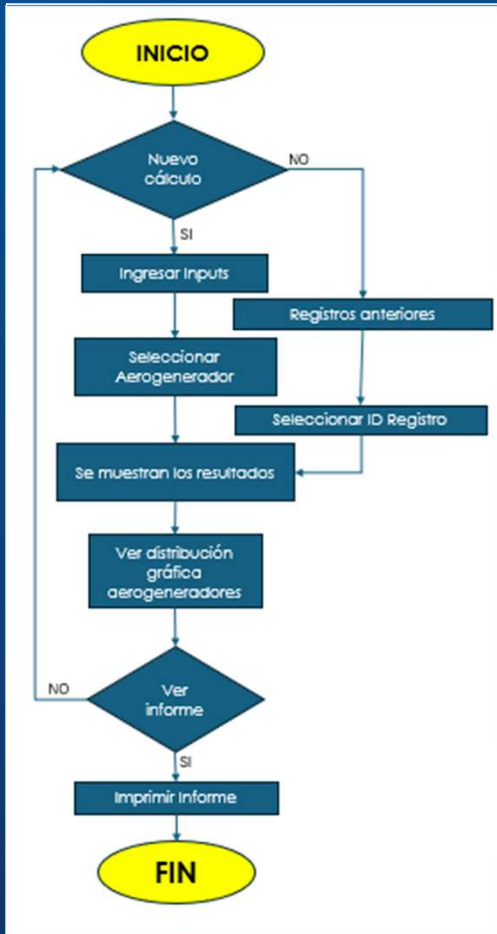 INICIO
Nuevo
cálculo
NO
SI
Ingresar Inputs
Registros anteriores
Seleccionar
Aerogenerador
Seleccionar ID Registro
Se muestran los resultados
Ver distribución
gráfica
aerogeneradores
NO
Ver
informe
SI
Imprimir Informe
FIN